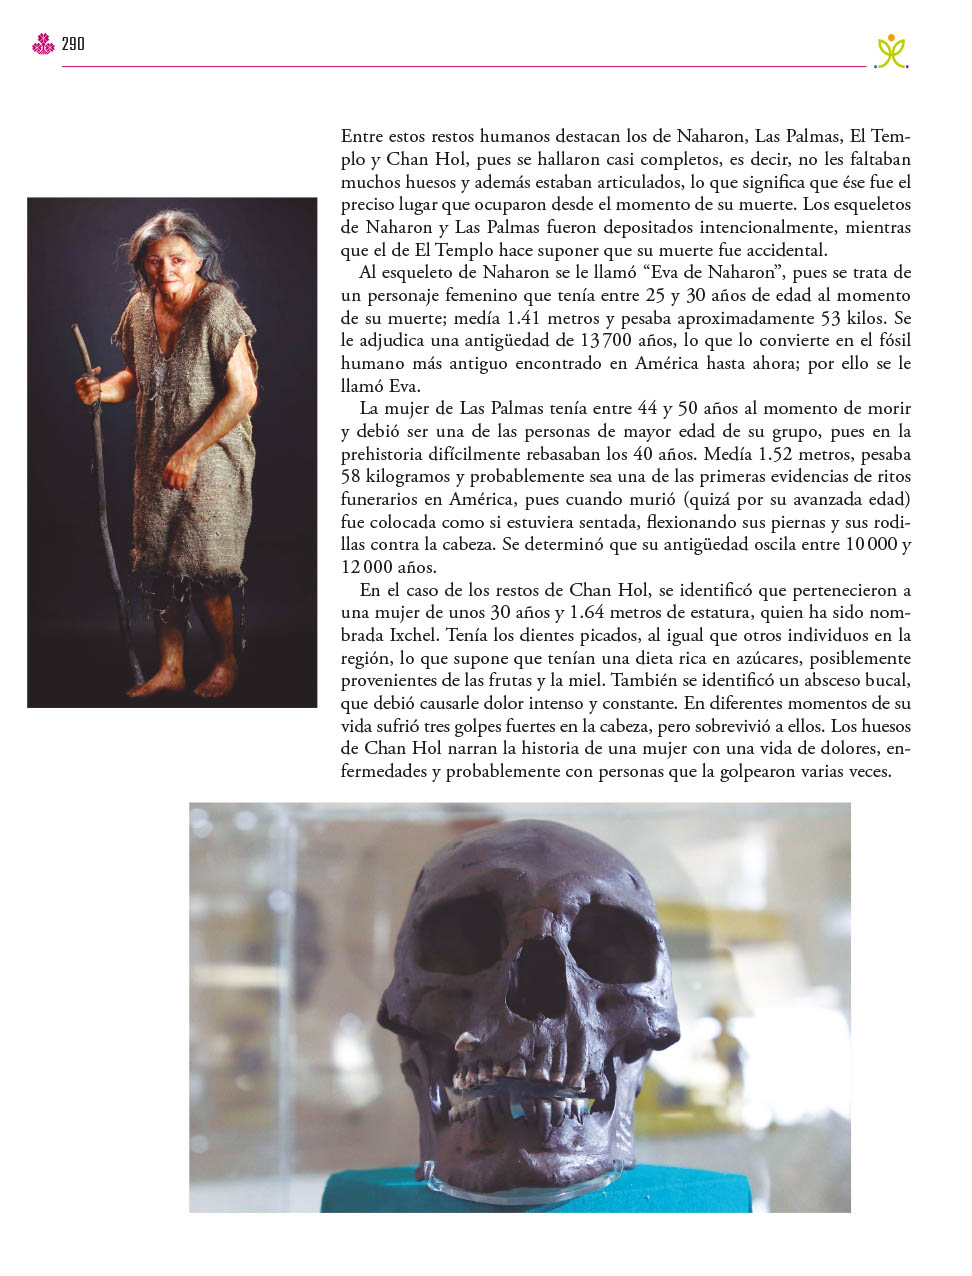 290
Entre estos restos humanos destacan los de Naharon, Las Palmas, El Tem-
plo y Chan Hol, pues se hallaron casi completos, es decir, no les faltaban
muchos huesos y además estaban articulados, lo que significa que ése fue el
preciso lugar que ocuparon desde el momento de su muerte. Los esqueletos
de Naharon y Las Palmas fueron depositados intencionalmente, mientras
que el de El Templo hace suponer que su muerte fue accidental.
Al esqueleto de Naharon se le llamó “Eva de Naharon”, pues se trata de
un personaje femenino que tenía entre 25 y 30 años de edad al momento
de su muerte; medía 1.41 metros y pesaba aproximadamente 53 kilos. Se
le adjudica una antigüedad de 13 700 años, lo que lo convierte en el fósil
humano más antiguo encontrado en América hasta ahora; por ello se le
llamó Eva.
La mujer de Las Palmas tenía entre 44 y 50 años al momento de morir
y debió ser una de las personas de mayor edad de su grupo, pues en la
prehistoria difícilmente rebasaban los 40 años. Medía 1.52 metros, pesaba
58 kilogramos y probablemente sea una de las primeras evidencias de ritos
funerarios en América, pues cuando murió (quizá por su avanzada edad)
fue colocada como si estuviera sentada, flexionando sus piernas y sus rodi-
llas contra la cabeza. Se determinó que su antigüedad oscila entre 10 000 y
12 000 años.
En el caso de los restos de Chan Hol, se identificó que pertenecieron a
una mujer de unos 30 años y 1.64 metros de estatura, quien ha sido nom-
brada Ixchel. Tenía los dientes picados, al igual que otros individuos en la
región, lo que supone que tenían una dieta rica en azúcares, posiblemente
provenientes de las frutas y la miel. También se identificó un absceso bucal,
que debió causarle dolor intenso y constante. En diferentes momentos de su
vida sufrió tres golpes fuertes en la cabeza, pero sobrevivió a ellos. Los huesos
de Chan Hol narran la historia de una mujer con una vida de dolores, en-
fermedades y probablemente con personas que la golpearon varias veces.